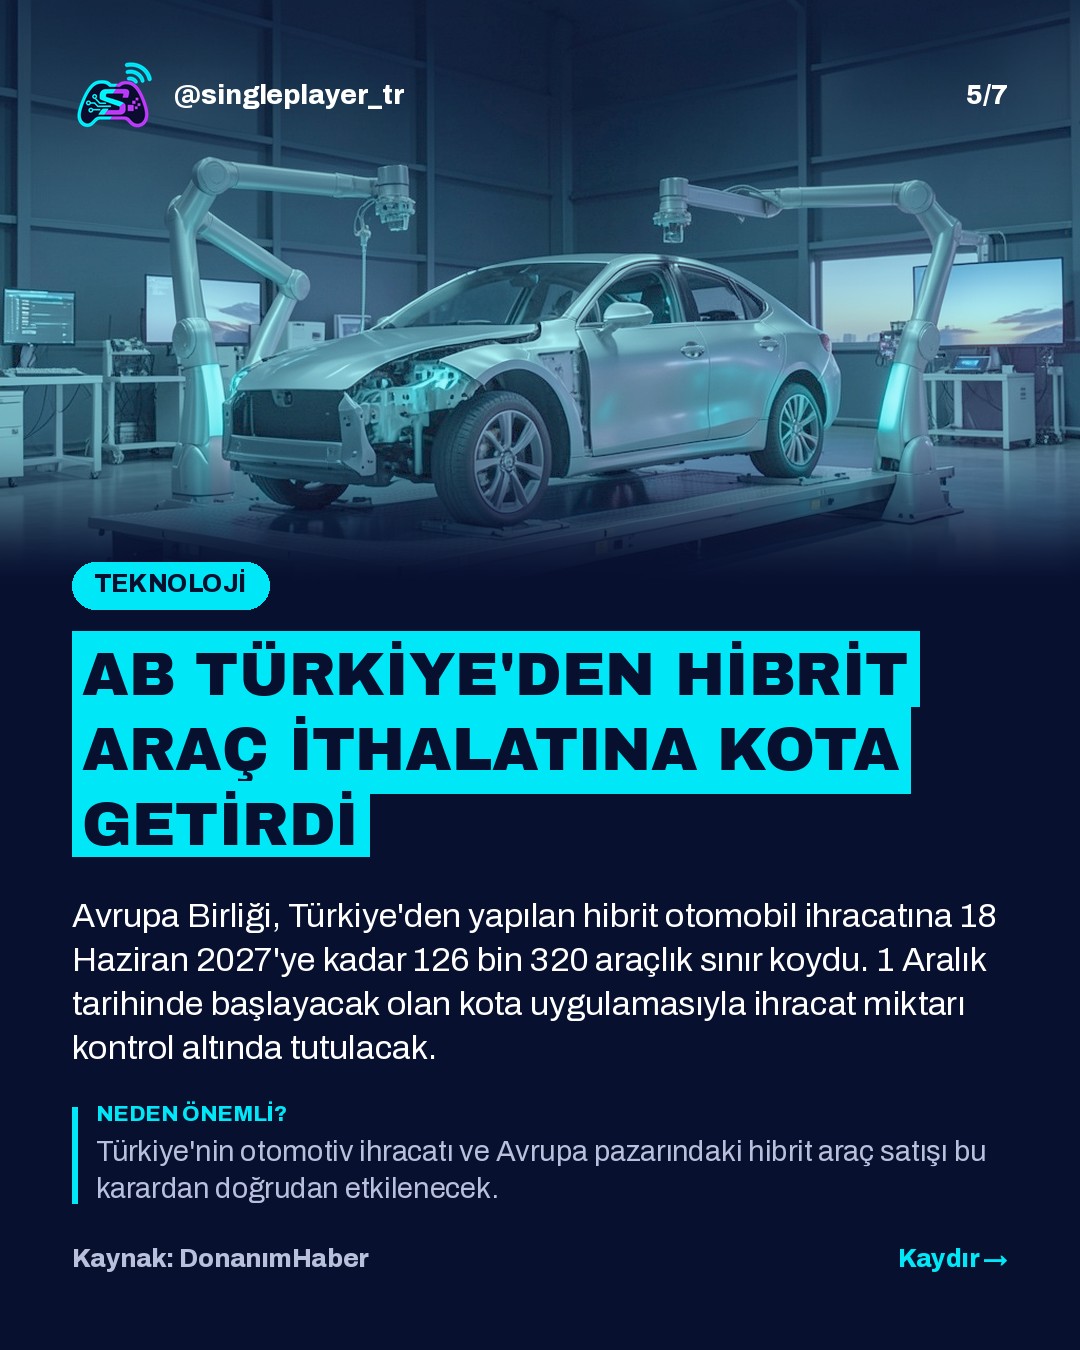 @singleplayer_tr
5/7
TEKNOLOJİ
AB TÜRKİYE'DEN HİBRİT
ARAÇ İTHALATINA KOTA
GETİRDİ
Avrupa Birliği, Türkiye'den yapılan hibrit otomobil ihracatına 18
Haziran 2027'ye kadar 126 bin 320 araçlık sınır koydu. 1 Aralık
tarihinde başlayacak olan kota uygulamasıyla ihracat miktarı
kontrol altında tutulacak.
NEDEN ÖNEMLİ?
Türkiye'nin otomotiv ihracatı ve Avrupa pazarındaki hibrit araç satışı bu
karardan doğrudan etkilenecek.
Kaynak: DonanımHaber
Kaydır→